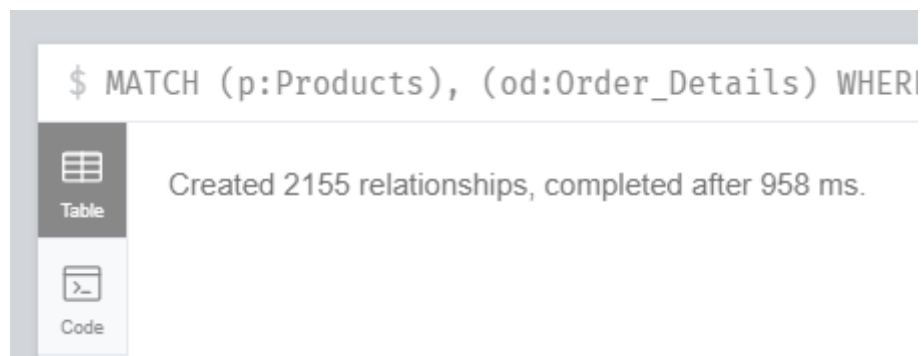 $ MATCH (p:Products), (od:Order_Details) WHERE
Created 2155 relationships, completed after 958 ms.
Table
Code